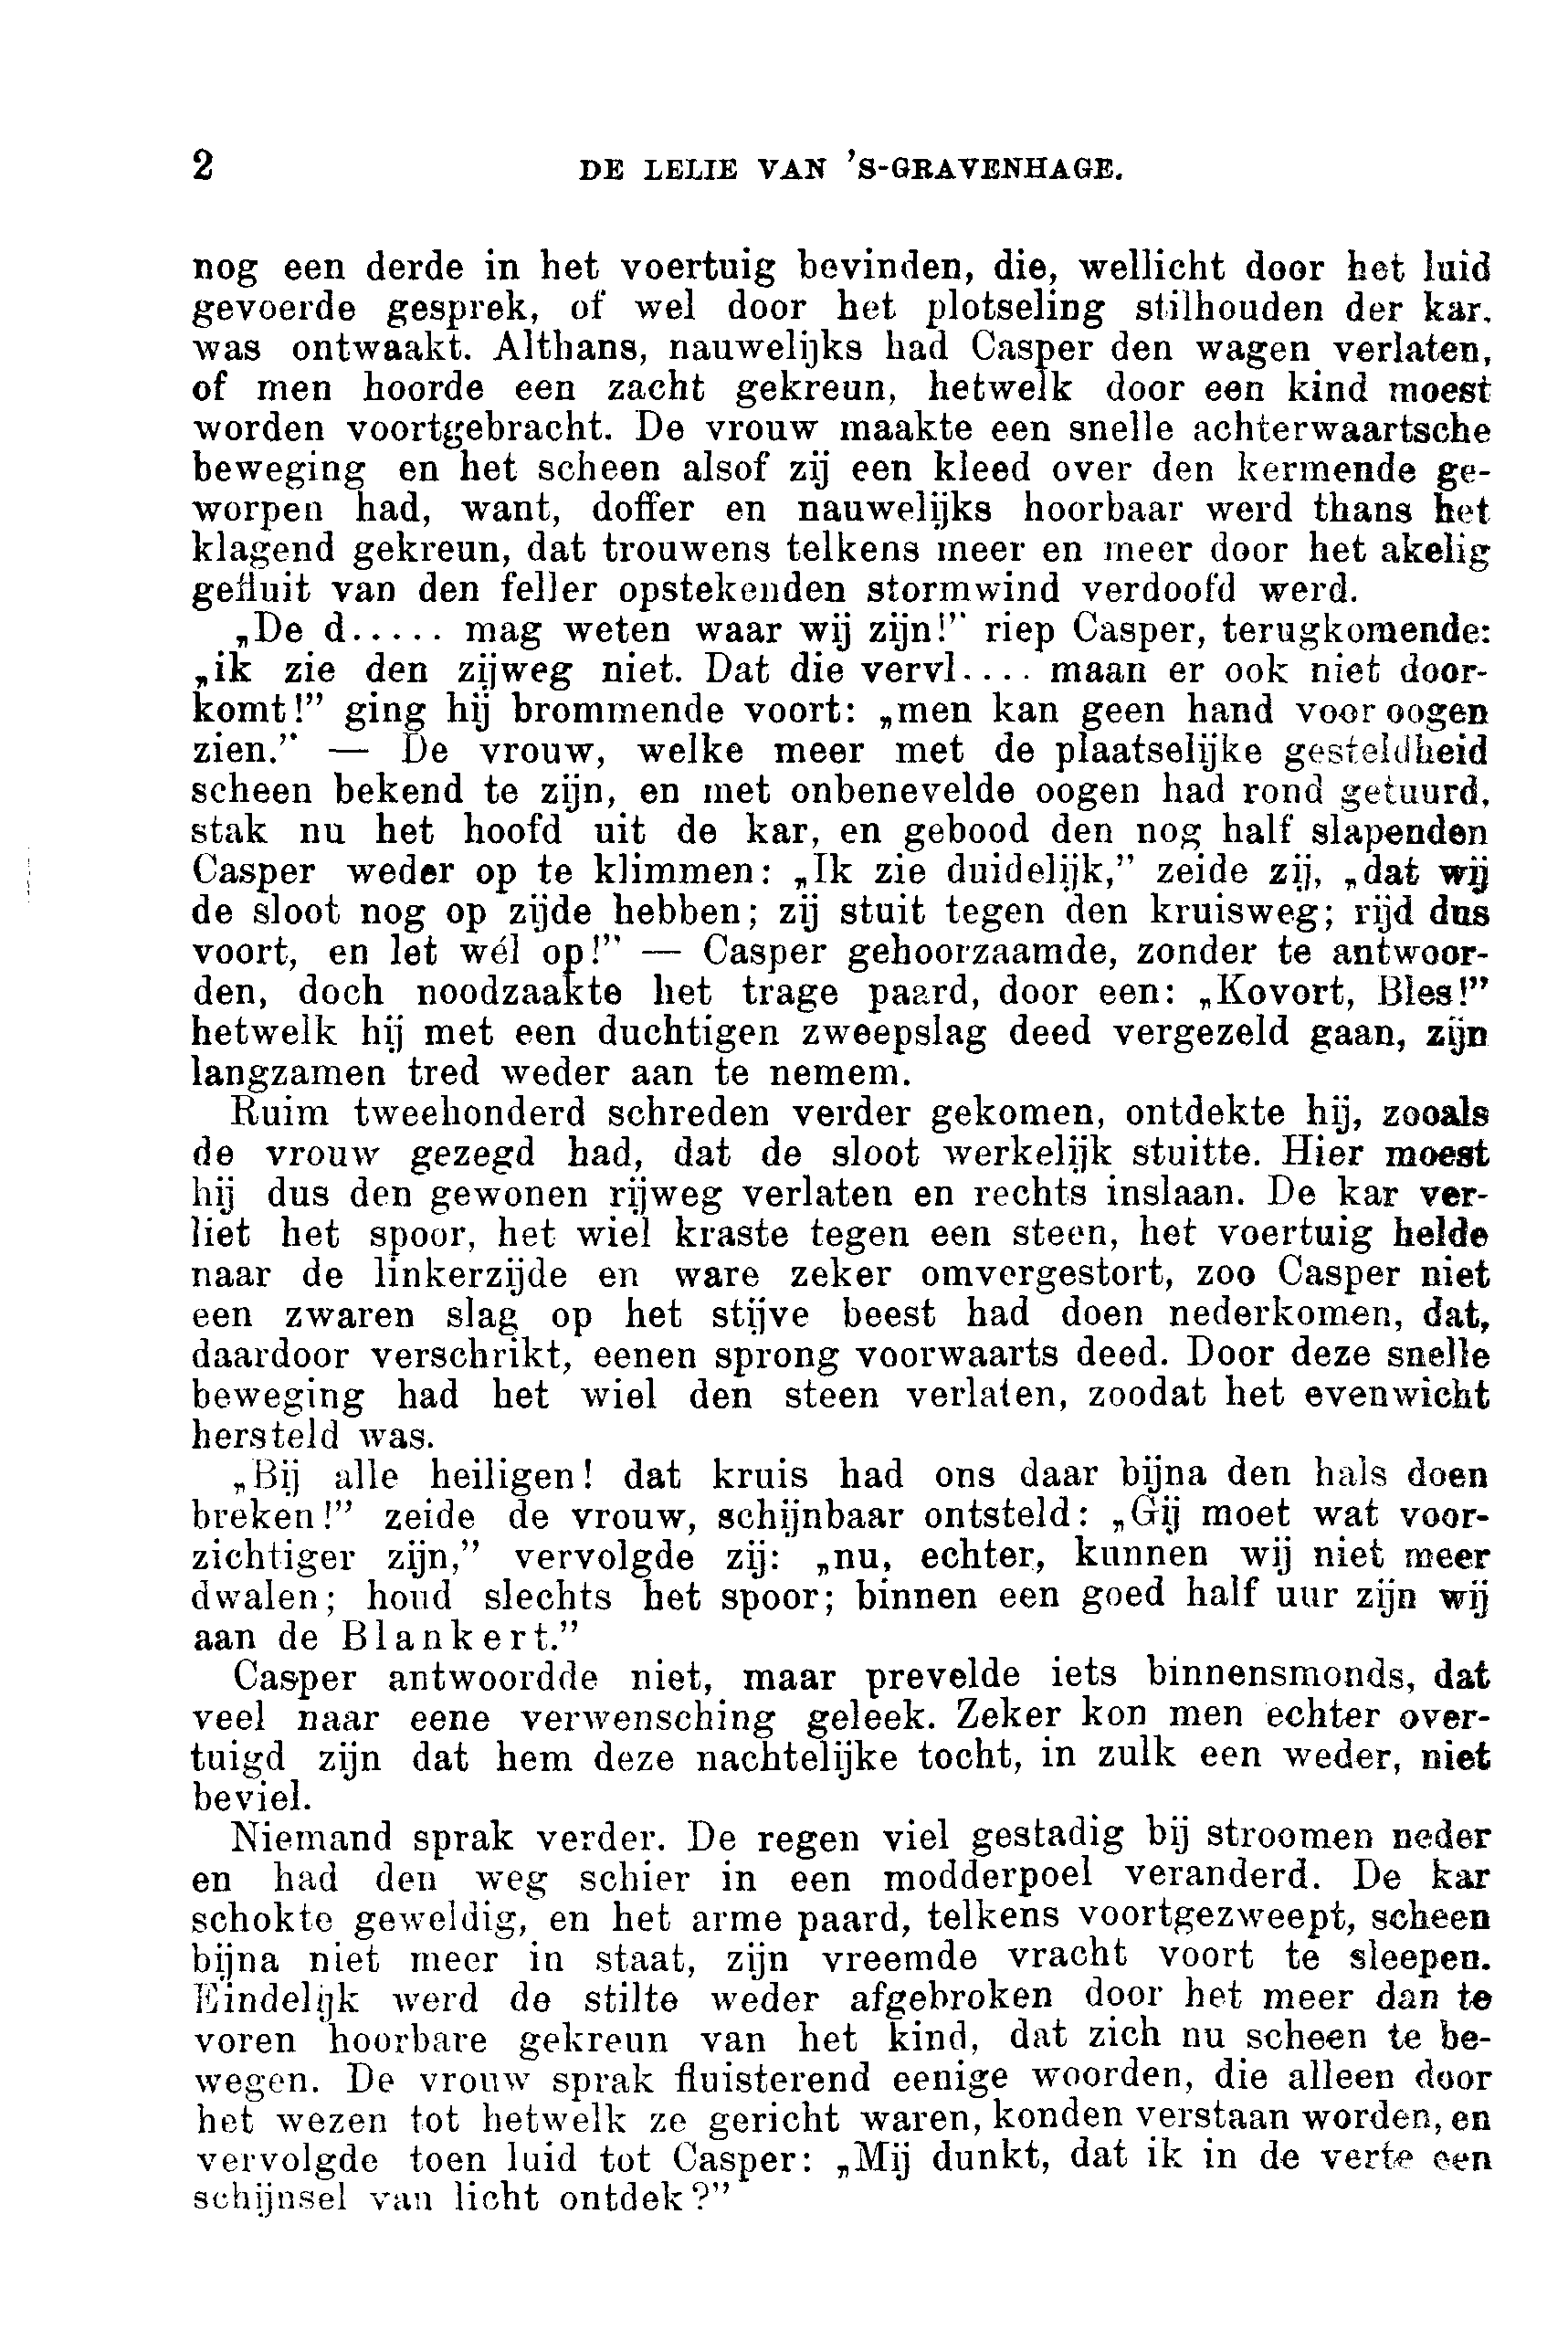 2 DE LELIE VAN 'S-GRAVENHAGE.
nog een derde in het voertuig bevinden, die, wellicht door het luid
gevoerde gesprek, of wel door het plotseling stilhouden der kar.
was ontwaakt. Althans, nauwelijks had Casper den wagen verlaten,
of men hoorde een zacht gekreun, hetwelk door een kind moest
worden voortgebracht. De vrouw maakte een snelle achterwaartsche
beweging en het scheen alsof zij een kleed over den kermende ge-
worpen had, want, doffer en nauwelijks hoorbaar werd thans het
klagend gekreun, dat trouwens telkens meer en meer door het akelig
gefluit van den feller opstekenden stormwind verdoofd werd.
„De d..... mag weten waar wij zijn!” riep Casper, terugkomende:
„ik zie den zijweg niet. Dat die vervl.... maan er ook niet door-
komt!” ging hij brommende voort: „men kan geen hand voor oogen
zien.” — De vrouw, welke meer met de plaatselijke gesteldheid
scheen bekend te zijn, en met onbenevelde oogen had rond getuurd,
stak nu het hoofd uit de kar, en gebood den nog half slapenden
Casper weder op te klimmen: „Ik zie duidelijk,” zeide zij, „dat wij
de sloot nog op zijde hebben; zij stuit tegen den kruisweg; rijd dus
voort, en let wél op!” — Casper gehoorzaamde, zonder te antwoor-
den, doch noodzaakte het trage paard, door een: „Kovort, Bles!”
hetwelk hij met een duchtigen zweepslag deed vergezeld gaan, zijn
langzamen tred weder aan te nemem.
Ruim tweehonderd schreden verder gekomen, ontdekte hij, zooals
de vrouw gezegd had, dat de sloot werkelijk stuitte. Hier moest
hij dus den gewonen rijweg verlaten en rechts inslaan. De kar ver-
liet het spoor, het wiel kraste tegen een steen, het voertuig helde
naar de linkerzijde en ware zeker omvergestort, zoo Casper niet
een zwaren slag op het stijve beest had doen nederkomen, dat,
daardoor verschrikt, eenen sprong voorwaarts deed. Door deze snelle
beweging had het wiel den steen verlaten, zoodat het evenwicht
hersteld was.
„Bij alle heiligen! dat kruis had ons daar bijna den hals doen
breken!” zeide de vrouw, schijnbaar ontsteld: „Gij moet wat voor-
zichtiger zijn,” vervolgde zij: „nu, echter, kunnen wij niet meer
dwalen; houd slechts het spoor; binnen een goed half uur zijn wij
aan de Blankert.”
Casper antwoordde niet, maar prevelde iets binnensmonds, dat
veel naar eene verwensching geleek. Zeker kon men echter over-
tuigd zijn dat hem deze nachtelijke tocht, in zulk een weder, niet
beviel.
Niemand sprak verder. De regen viel gestadig bij stroomen neder
en had den weg schier in een modderpoel veranderd. De kar
schokte geweldig, en het arme paard, telkens voortgezweept, scheen
bijna niet meer in staat, zijn vreemde vracht voort te sleepen.
Eindelijk werd de stilte weder afgebroken door het meer dan te
voren hoorbare gekreun van het kind, dat zich nu scheen te be-
wegen. De vrouw sprak fluisterend eenige woorden, die alleen door
het wezen tot hetwelk ze gericht waren, konden verstaan worden, en
vervolgde toen luid tot Casper: „Mij dunkt, dat ik in de verte een
schijnsel van licht ontdek?”